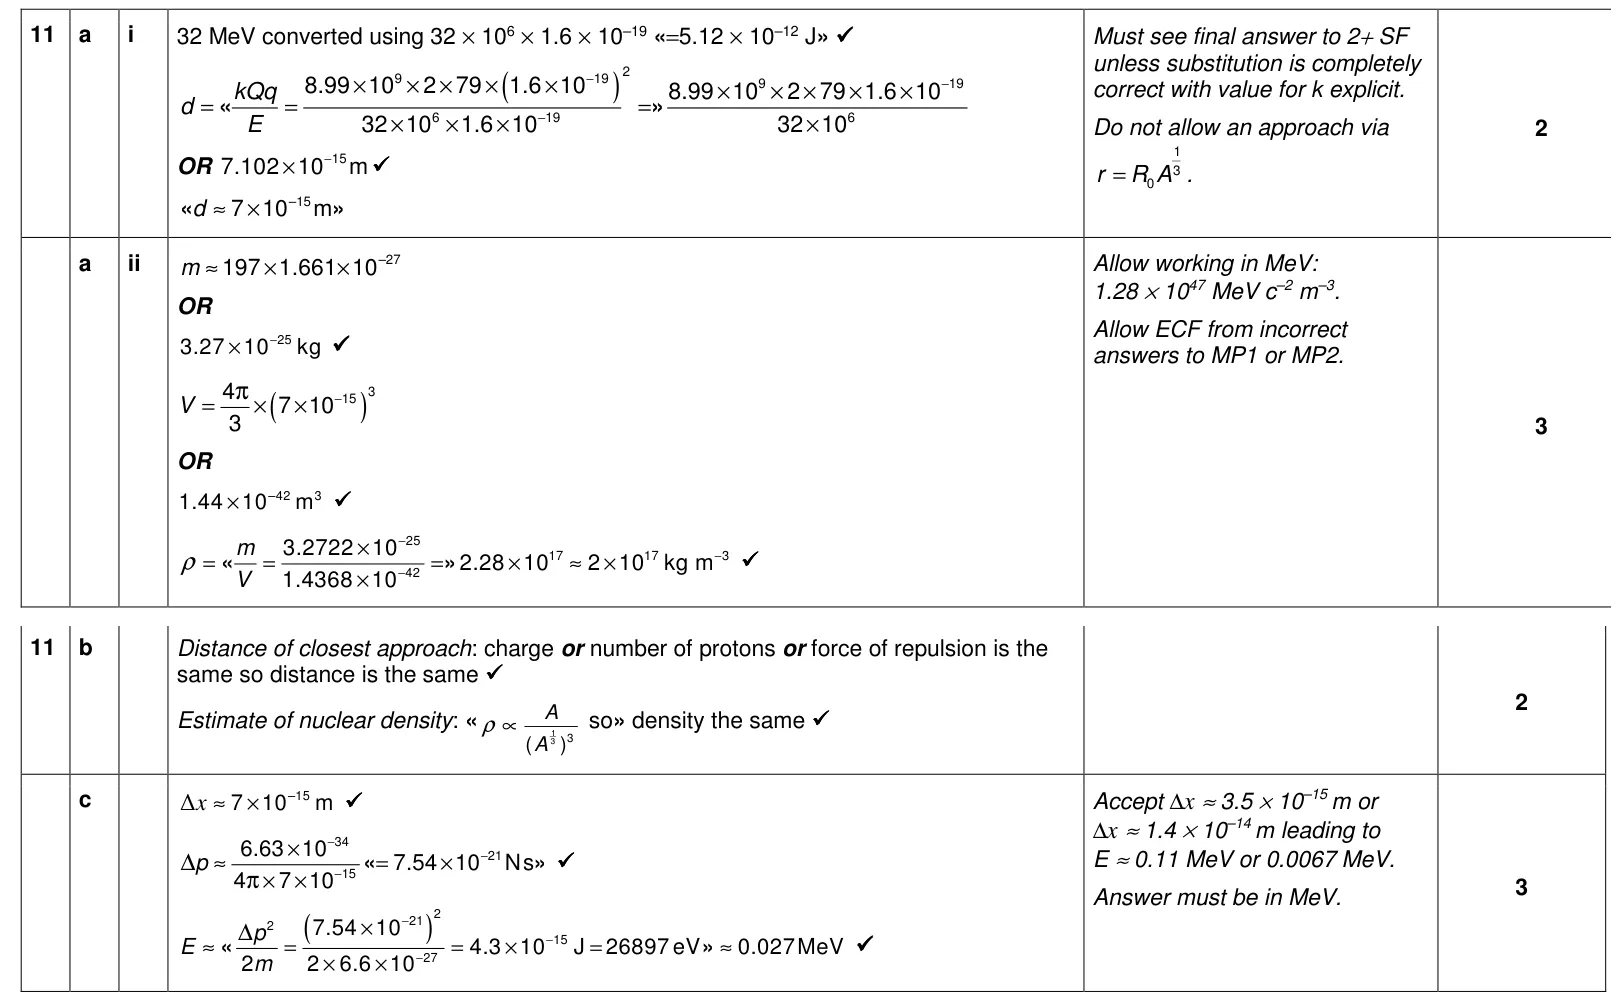 11 a i 32 MeV converted using 32 × 10⁶ × 1.6 × 10⁻¹⁹ «=5.12 × 10⁻¹² J» ✓
d = « kQq/E = 8.99×10⁹×2×79×(1.6×10⁻¹⁹)² / 32×10⁶×1.6×10⁻¹⁹ =» 8.99×10⁹×2×79×1.6×10⁻¹⁹ / 32×10⁶
OR 7.102×10⁻¹⁵ m ✓
«d ≈ 7×10⁻¹⁵ m»
Must see final answer to 2+ SF
unless substitution is completely
correct with value for k explicit.
Do not allow an approach via
r = R₀A^(1/3).
2
a ii m ≈ 197×1.661×10⁻²⁷
OR
3.27×10⁻²⁵ kg ✓
V = 4π/3 × (7×10⁻¹⁵)³
OR
1.44×10⁻⁴² m³ ✓
ρ = « m/V = 3.2722×10⁻²⁵ / 1.4368×10⁻⁴² =» 2.28×10¹⁷ ≈ 2×10¹⁷ kg m⁻³ ✓
Allow working in MeV:
1.28 × 10⁴⁷ MeV c⁻² m⁻³.
Allow ECF from incorrect
answers to MP1 or MP2.
3
11 b Distance of closest approach: charge or number of protons or force of repulsion is the
same so distance is the same ✓
Estimate of nuclear density: « ρ ∝ A / (A^(1/3))³ so» density the same ✓
2
c Δx ≈ 7×10⁻¹⁵ m ✓
Δp ≈ 6.63×10⁻³⁴ / 4π×7×10⁻¹⁵ «= 7.54×10⁻²¹ Ns» ✓
E ≈ « Δp²/2m = (7.54×10⁻²¹)² / 2×6.6×10⁻²⁷ = 4.3×10⁻¹⁵ J = 26897 eV» ≈ 0.027 MeV ✓
Accept Δx ≈ 3.5 × 10⁻¹⁵ m or
Δx ≈ 1.4 × 10⁻¹⁴ m leading to
E ≈ 0.11 MeV or 0.0067 MeV.
Answer must be in MeV.
3